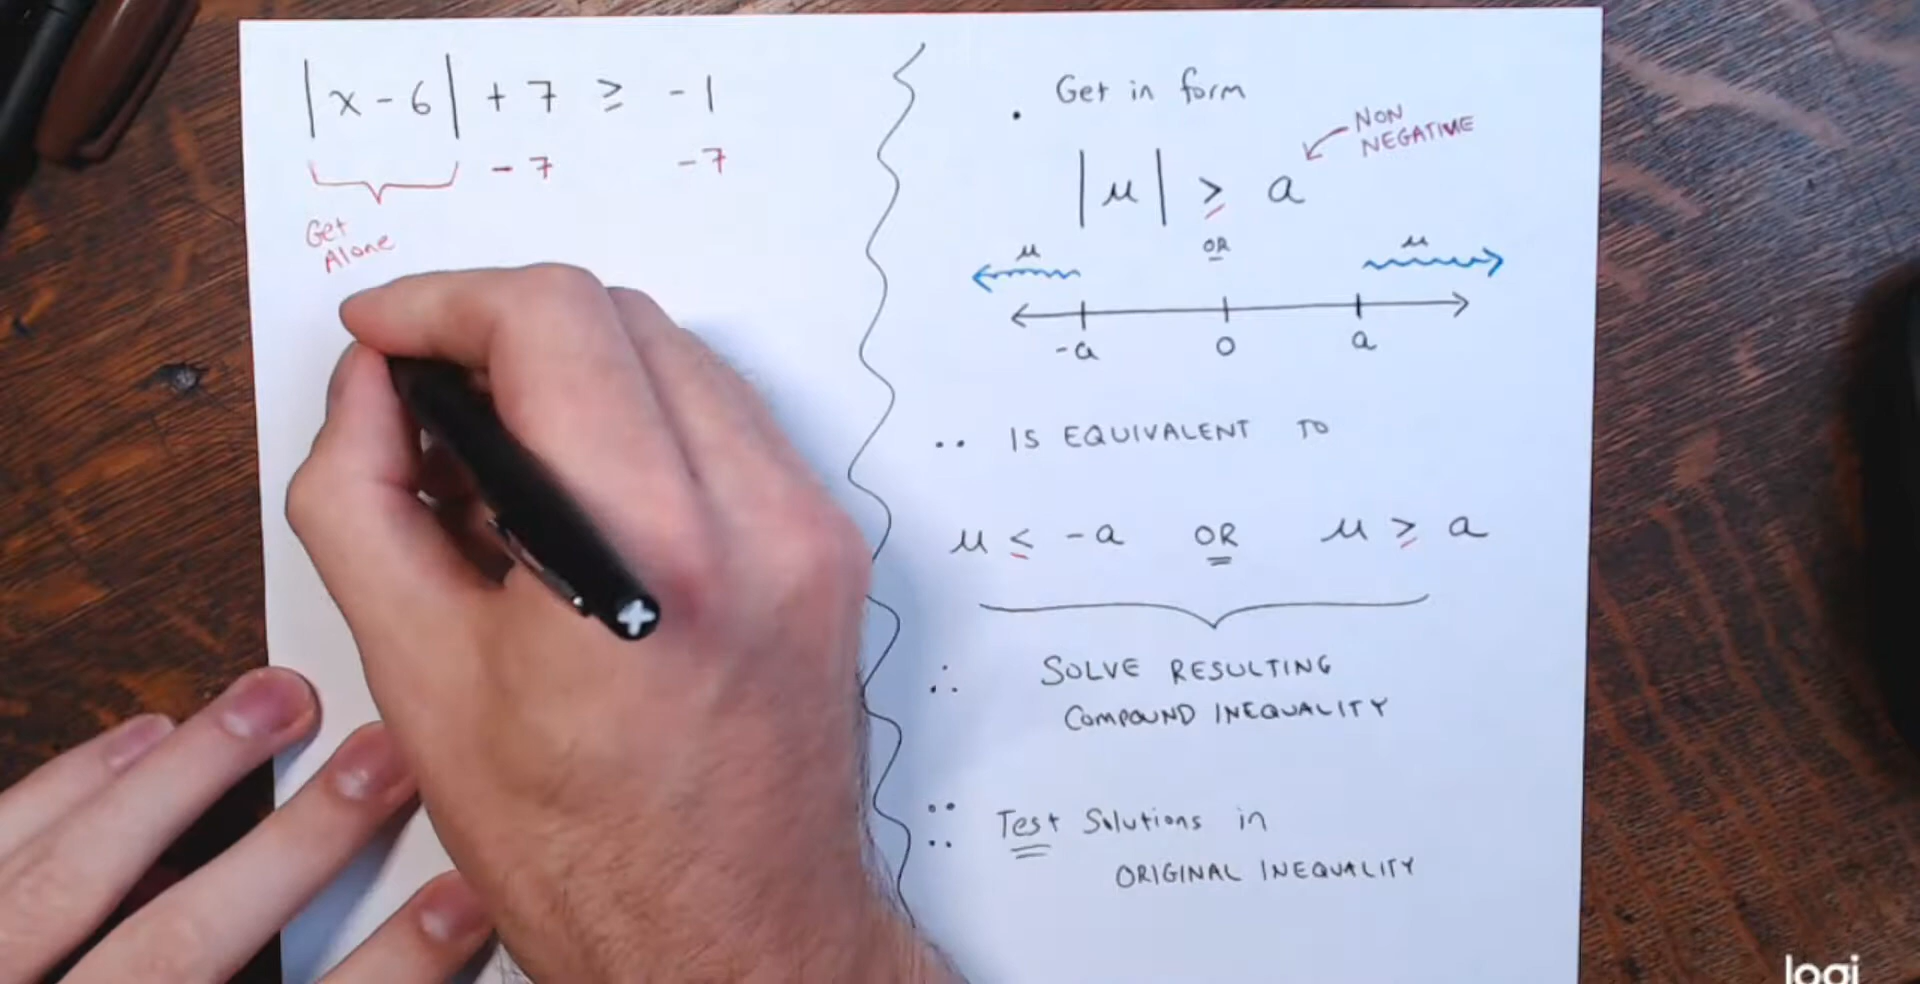 |x - 6| + 7 ≥ -1
- 7 -7
Get
Alone
• Get in form
NON
NEGATIVE
|u| ≥ a
OR
u u
-a 0 a
•• IS EQUIVALENT TO
u ≤ -a OR u ≥ a
∴ SOLVE RESULTING
COMPOUND INEQUALITY
:: Test Solutions in
ORIGINAL INEQUALITY
logi